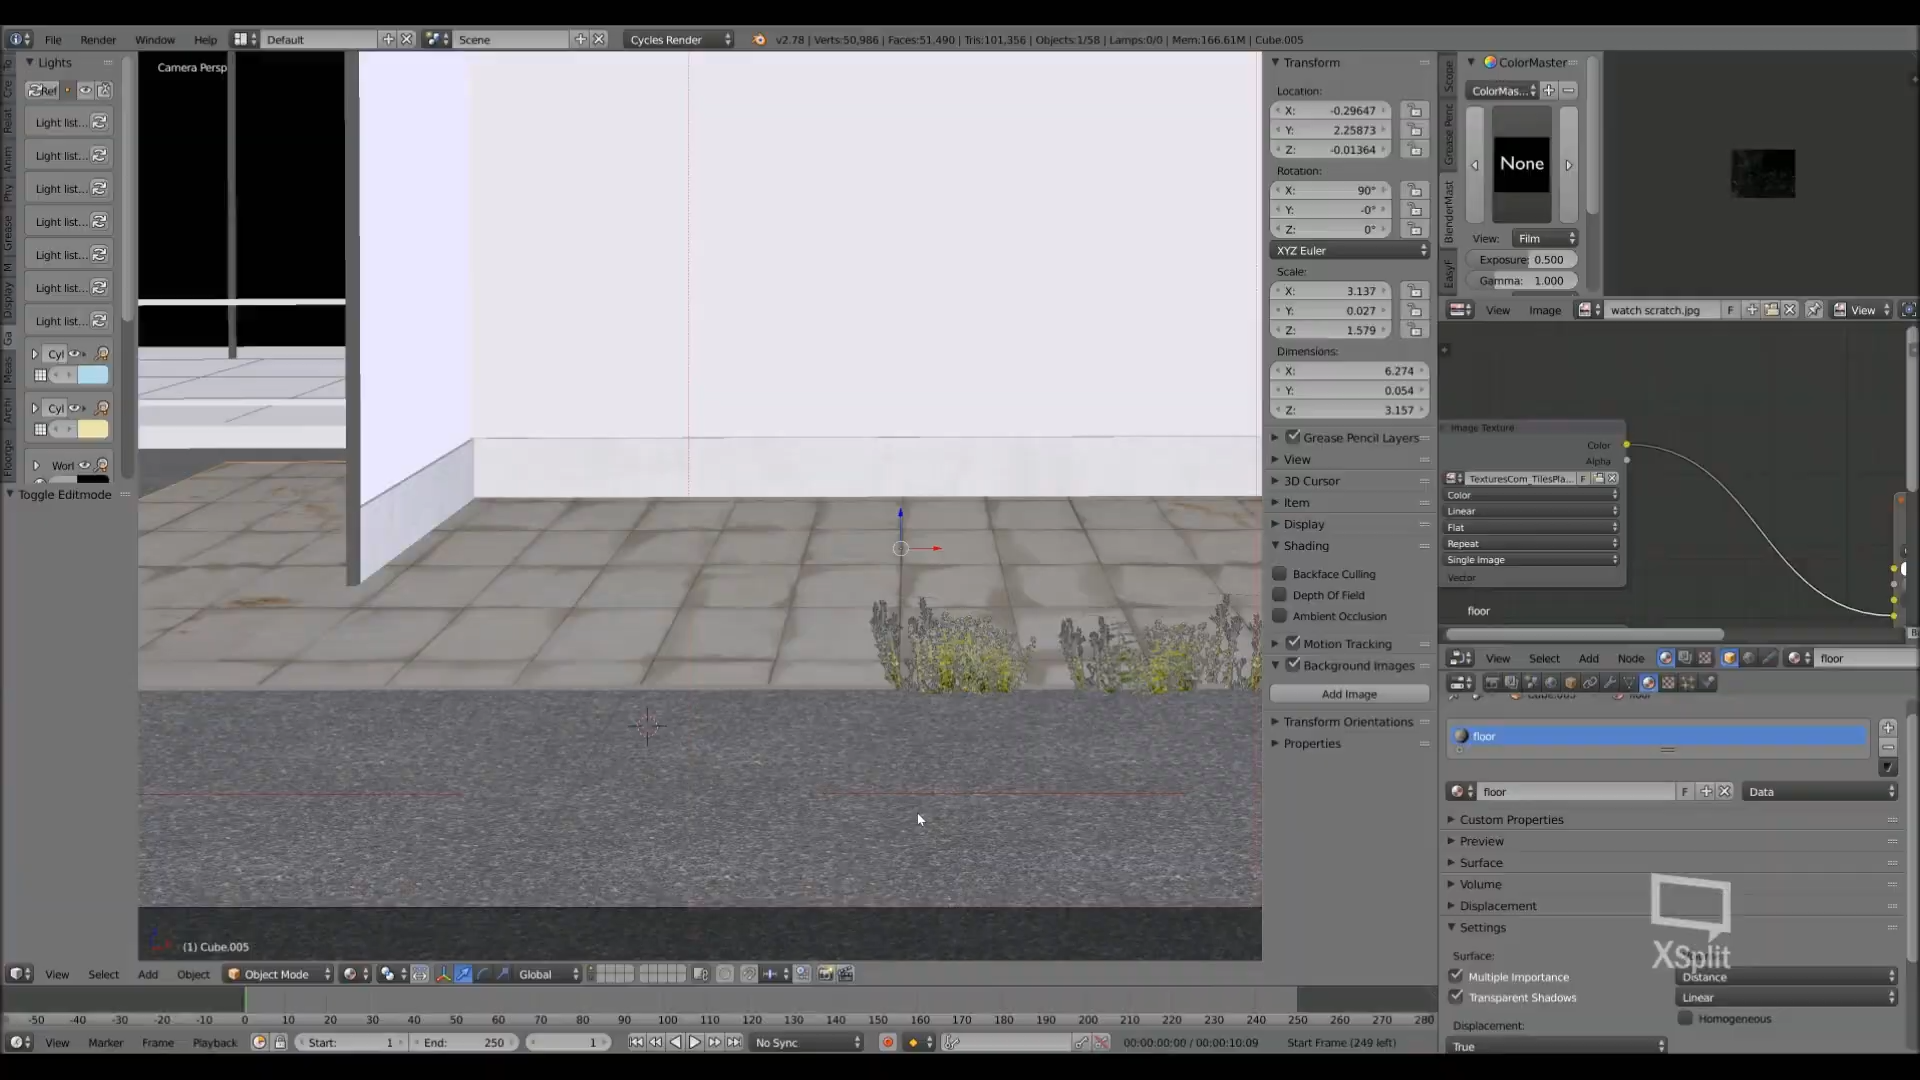 File Render Window Help Default Scene Cycles Render v2.78 | Verts:50,986 | Faces:51,490 | Tris:101,356 | Objects:1/58 | Lamps:0/0 | Mem:166.61M | Cube.005
Lights
Ref
Light list...
Light list...
Light list...
Light list...
Light list...
Light list...
Light list...
Cyl
Cyl
Worl
Toggle Editmode
Camera Persp
(1) Cube.005
Transform
Location:
X: -0.29647
Y: 2.25873
Z: -0.01364
Rotation:
X: 90°
Y: -0°
Z: 0°
XYZ Euler
Scale:
X: 3.137
Y: 0.027
Z: 1.579
Dimensions:
X: 6.274
Y: 0.054
Z: 3.157
Grease Pencil Layers
View
3D Cursor
Item
Display
Shading
Backface Culling
Depth Of Field
Ambient Occlusion
Motion Tracking
Background Images
Add Image
Transform Orientations
Properties
Scope
Grease Penc
BlenderMast
EasyF
ColorMaster
ColorMas...
None
View: Film
Exposure: 0.500
Gamma: 1.000
View Image watch scratch.jpg F View
Image Texture
Color
Alpha
TexturesCom_TilesPla... F
Color
Linear
Flat
Repeat
Single Image
Vector
floor
View Select Add Node floor
floor
floor F Data
Custom Properties
Preview
Surface
Volume
Displacement
Settings
Surface:
Multiple Importance
Transparent Shadows
Distance
Linear
Homogeneous
Displacement:
True
XSplit
View Select Add Object Object Mode Global
-50 -40 -30 -20 -10 0 10 20 30 40 50 60 70 80 90 100 110 120 130 140 150 160 170 180 190 200 210 220 230 240 250 260 270 280
View Marker Frame Playback Start: 1 End: 250 1 No Sync 00:00:00:00 / 00:00:10:09 Start Frame (249 left)